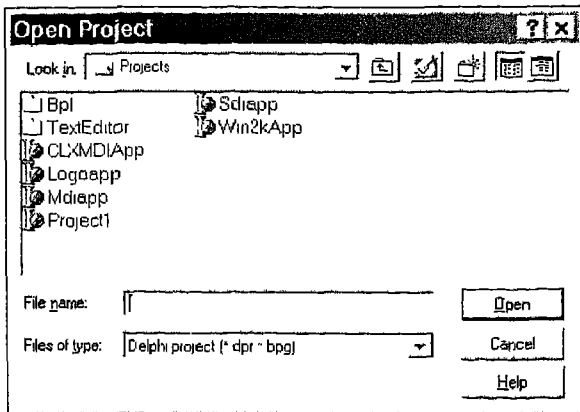 Open Project
Look in: Projects
Bpl
TextEditor
CLXMDIApp
Logoapp
Mdiapp
Project1
Sdiapp
Win2kApp
File name:
Open
Files of type: Delphi project (*.dpr *.bpg)
Cancel
Help